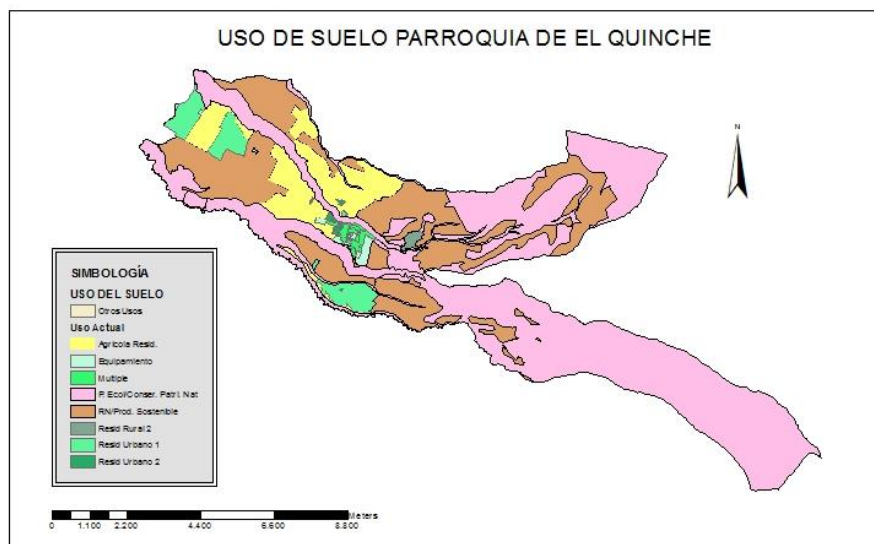 USO DE SUELO PARROQUIA DE EL QUINCHE
N
SIMBOLOGÍA
USO DEL SUELO
Otros Usos
Uso Actual
Agrícola Resid.
Equipamiento
Multiple
P. Ecol/Conser. Patri. Nat
RN/Prod. Sostenible
Resid Rural 2
Resid Urbano 1
Resid Urbano 2
Meters
0 1.100 2.200 4.400 6.600 8.800